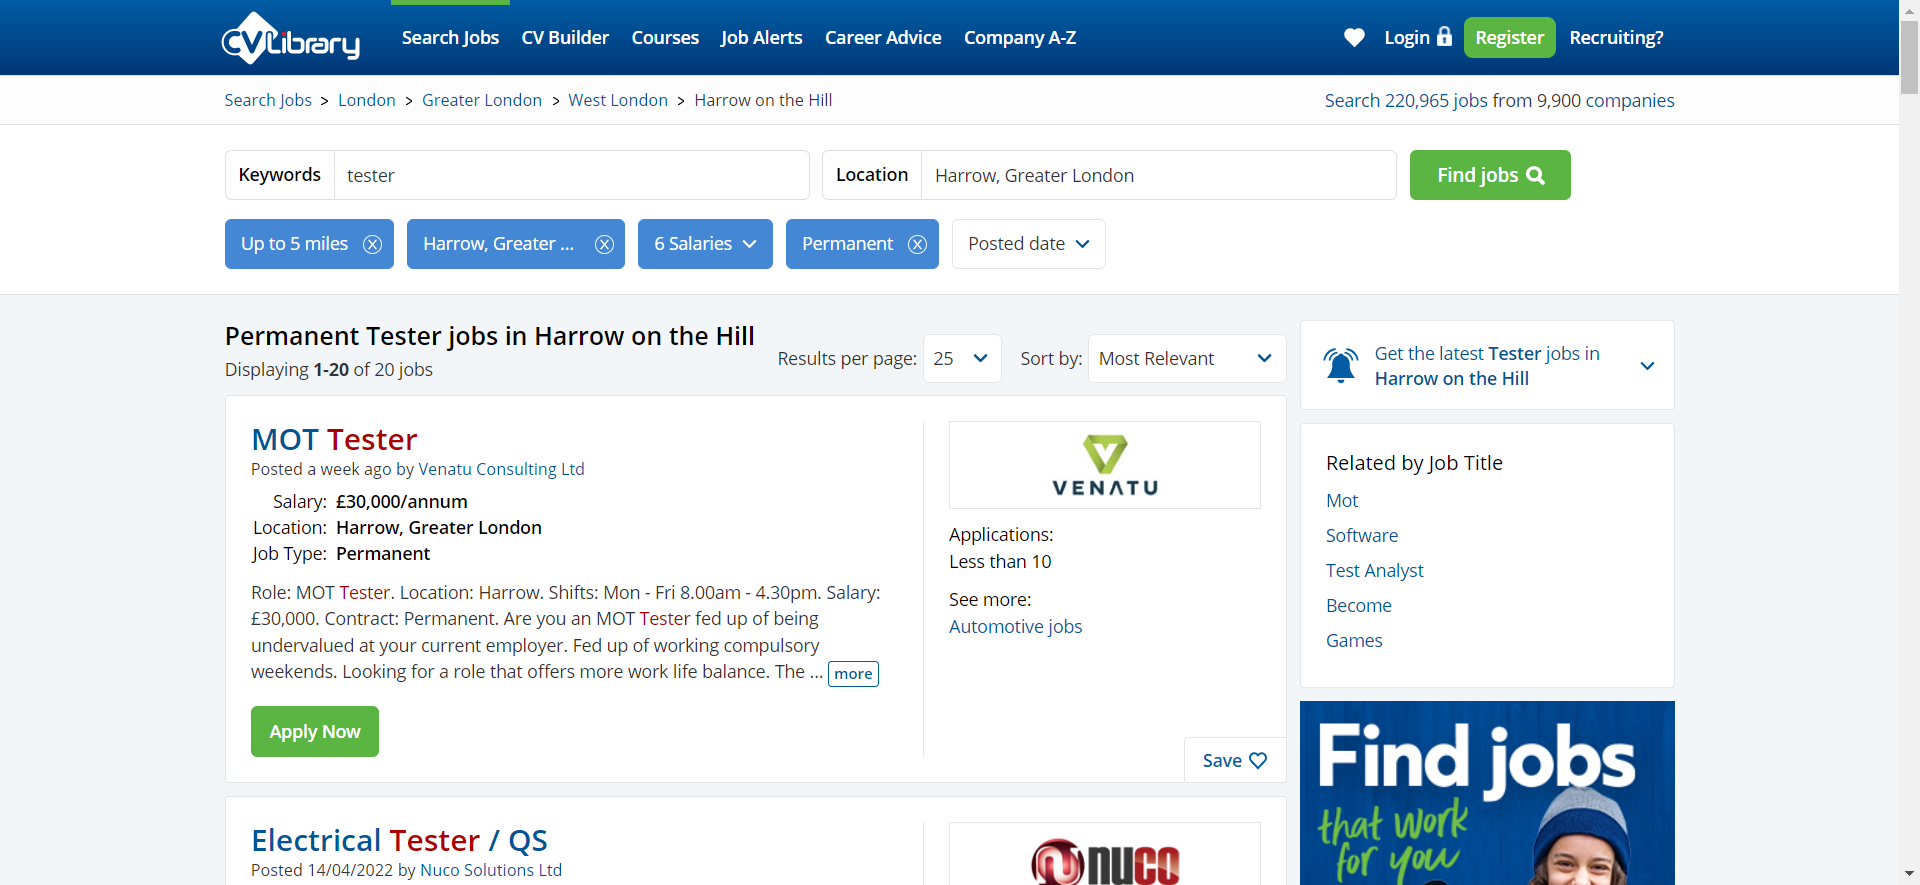 CVLibrary
Search Jobs CV Builder Courses Job Alerts Career Advice Company A-Z Login Register Recruiting?
Search Jobs > London > Greater London > West London > Harrow on the Hill Search 220,965 jobs from 9,900 companies
Keywords tester Location Harrow, Greater London Find jobs
Up to 5 miles Harrow, Greater ... 6 Salaries Permanent Posted date
Permanent Tester jobs in Harrow on the Hill
Displaying 1-20 of 20 jobs
Results per page: 25 Sort by: Most Relevant
MOT Tester
Posted a week ago by Venatu Consulting Ltd
Salary: £30,000/annum
Location: Harrow, Greater London
Job Type: Permanent
Role: MOT Tester. Location: Harrow. Shifts: Mon - Fri 8.00am - 4.30pm. Salary:
£30,000. Contract: Permanent. Are you an MOT Tester fed up of being
undervalued at your current employer. Fed up of working compulsory
weekends. Looking for a role that offers more work life balance. The ... more
Apply Now
VENATU
Applications:
Less than 10
See more:
Automotive jobs
Save
Electrical Tester / QS
Posted 14/04/2022 by Nuco Solutions Ltd
nuco
Get the latest Tester jobs in
Harrow on the Hill
Related by Job Title
Mot
Software
Test Analyst
Become
Games
Find jobs
that work
for you